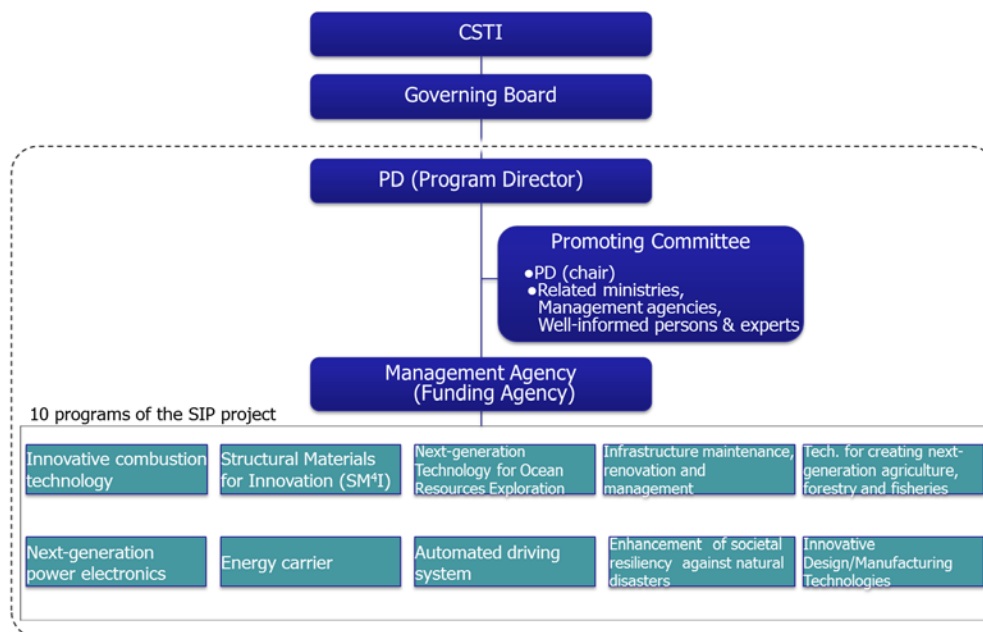 CSTI
Governing Board
PD (Program Director)
Promoting Committee
●PD (chair)
●Related ministries,
Management agencies,
Well-informed persons & experts
Management Agency
(Funding Agency)
10 programs of the SIP project
Innovative combustion
technology
Structural Materials
for Innovation (SM⁴I)
Next-generation
Technology for Ocean
Resources Exploration
Infrastructure maintenance,
renovation and
management
Tech. for creating next-
generation agriculture,
forestry and fisheries
Next-generation
power electronics
Energy carrier
Automated driving
system
Enhancement of societal
resiliency against natural
disasters
Innovative
Design/Manufacturing
Technologies